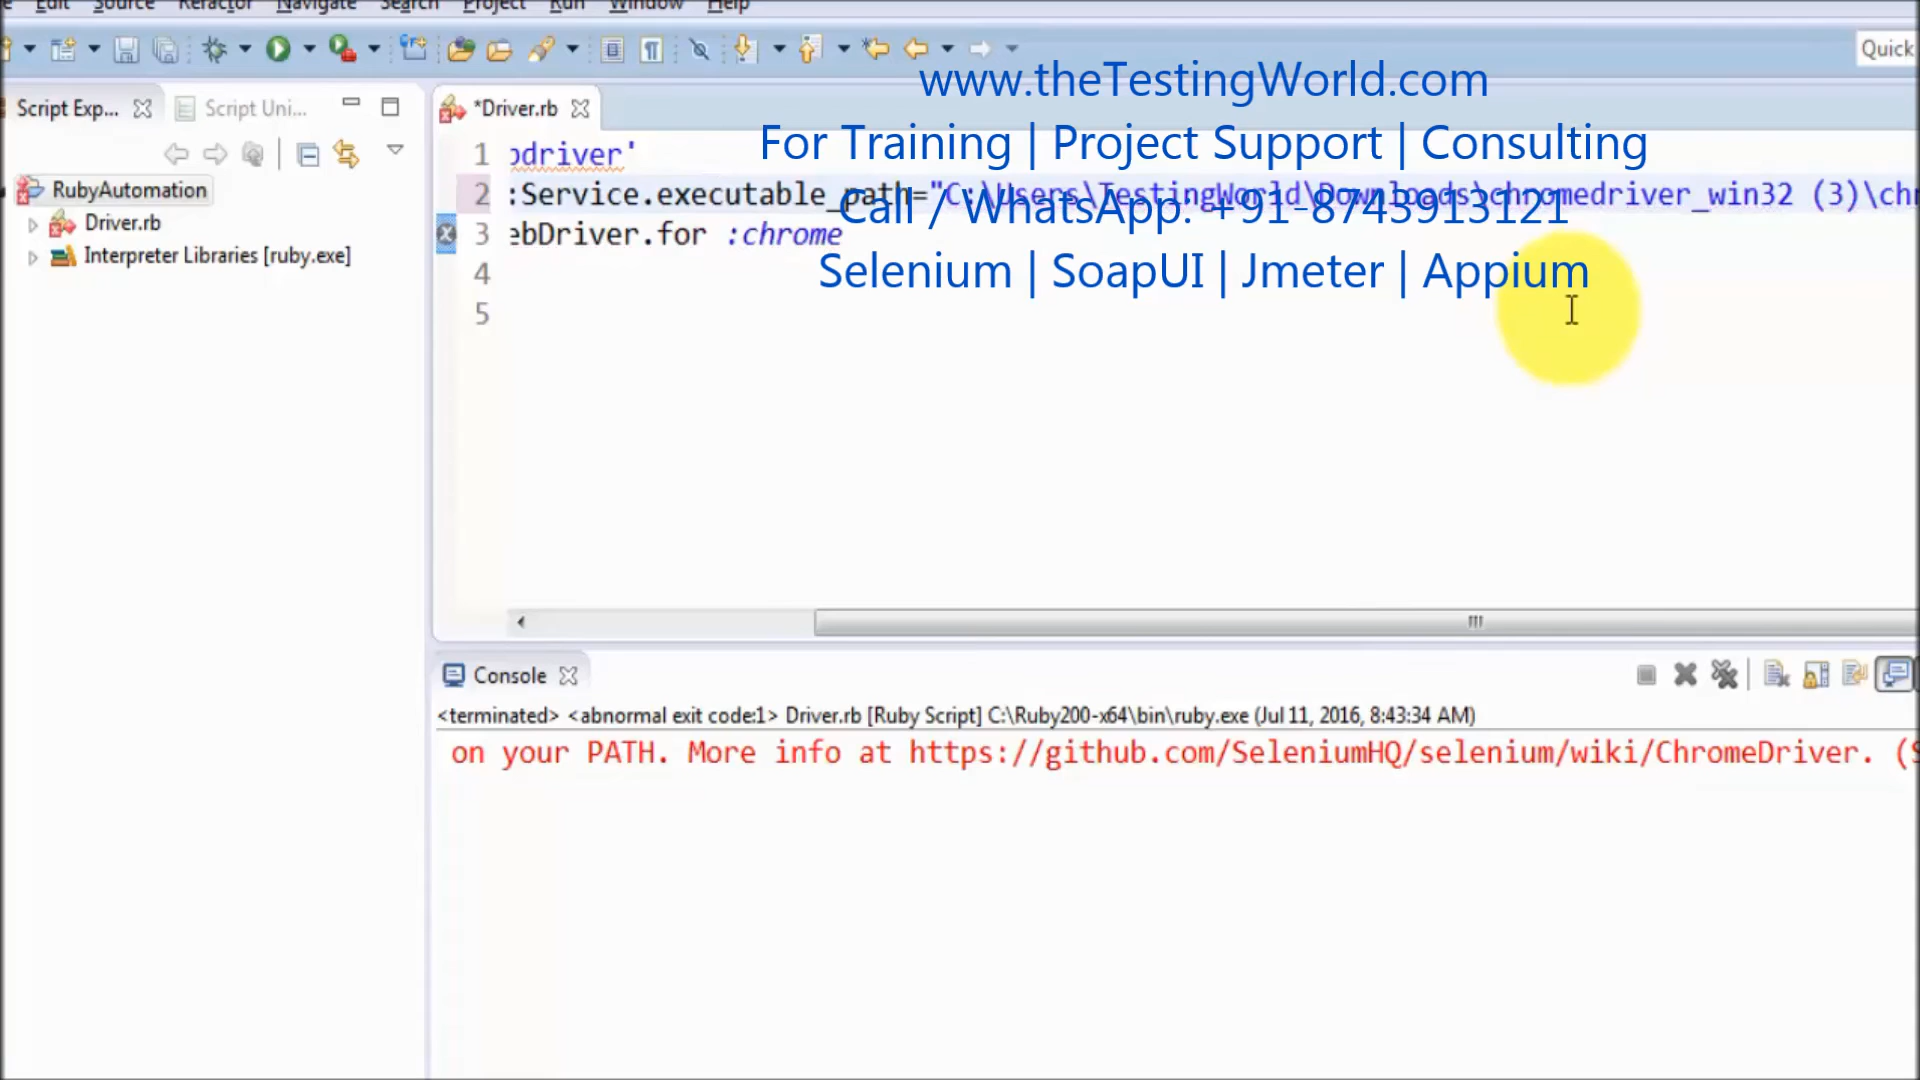 Edit Source Refactor Navigate Search Project Run Window Help
Quick
Script Exp...
Script Uni...
*Driver.rb
www.theTestingWorld.com
For Training | Project Support | Consulting
Call / WhatsApp: +91-8743913121
Selenium | SoapUI | Jmeter | Appium
RubyAutomation
Driver.rb
Interpreter Libraries [ruby.exe]
1 driver'
2 :Service.executable_path="C:\Users\TestingWorld\Downloads\chromedriver_win32 (3)\chr
3 ebDriver.for :chrome
4
5
Console
<terminated> <abnormal exit code:1> Driver.rb [Ruby Script] C:\Ruby200-x64\bin\ruby.exe (Jul 11, 2016, 8:43:34 AM)
on your PATH. More info at https://github.com/SeleniumHQ/selenium/wiki/ChromeDriver. (S